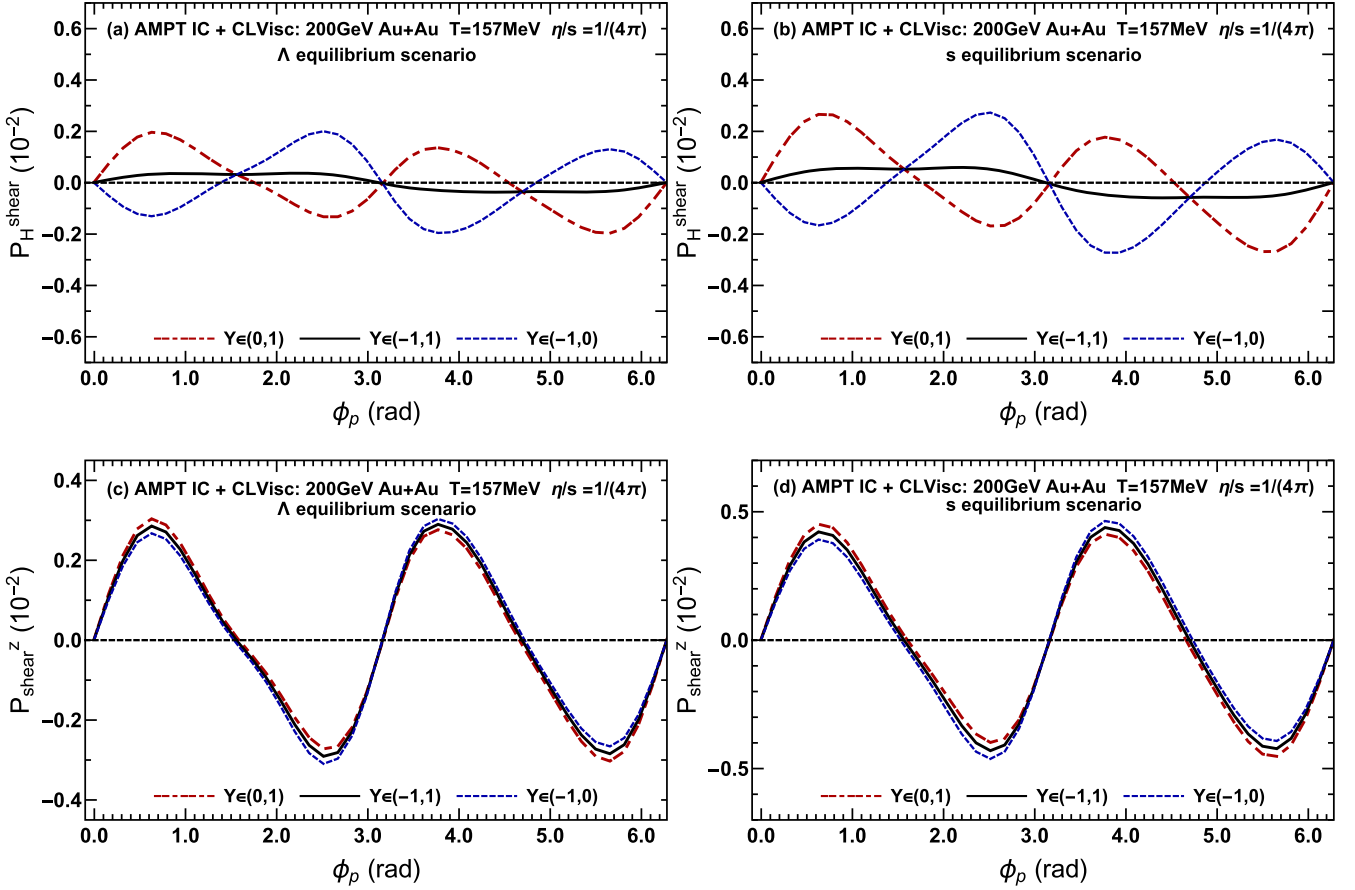 (a) AMPT IC + CLVisc: 200GeV Au+Au T=157MeV η/s =1/(4π)
Λ equilibrium scenario
P_H^shear (10^-2)
0.6
0.4
0.2
0.0
−0.2
−0.4
−0.6
Y∈(0,1) Y∈(-1,1) Y∈(-1,0)
0.0 1.0 2.0 3.0 4.0 5.0 6.0
ϕ_p (rad)
(b) AMPT IC + CLVisc: 200GeV Au+Au T=157MeV η/s =1/(4π)
s equilibrium scenario
P_H^shear (10^-2)
0.6
0.4
0.2
0.0
−0.2
−0.4
−0.6
Y∈(0,1) Y∈(-1,1) Y∈(-1,0)
0.0 1.0 2.0 3.0 4.0 5.0 6.0
ϕ_p (rad)
(c) AMPT IC + CLVisc: 200GeV Au+Au T=157MeV η/s =1/(4π)
Λ equilibrium scenario
P_shear^z (10^-2)
0.4
0.2
0.0
−0.2
−0.4
Y∈(0,1) Y∈(-1,1) Y∈(-1,0)
0.0 1.0 2.0 3.0 4.0 5.0 6.0
ϕ_p (rad)
(d) AMPT IC + CLVisc: 200GeV Au+Au T=157MeV η/s =1/(4π)
s equilibrium scenario
P_shear^z (10^-2)
0.5
0.0
−0.5
Y∈(0,1) Y∈(-1,1) Y∈(-1,0)
0.0 1.0 2.0 3.0 4.0 5.0 6.0
ϕ_p (rad)